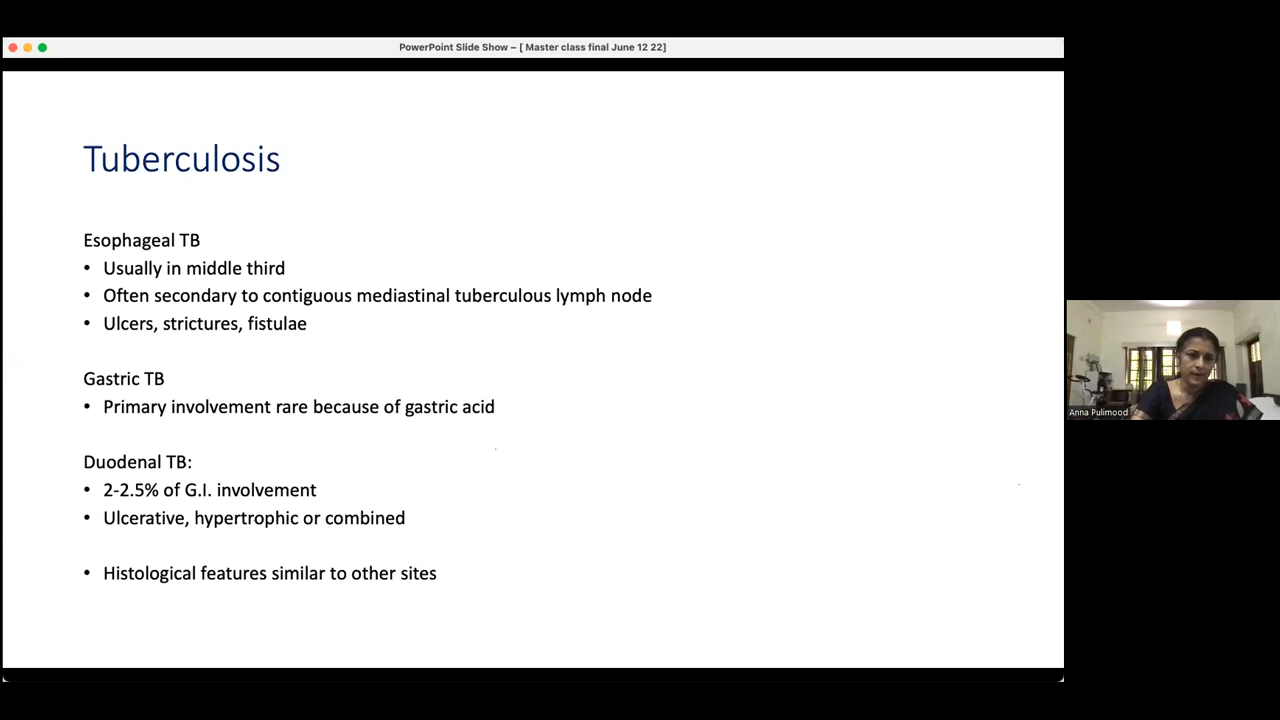 PowerPoint Slide Show – [ Master class final June 12 22]
Tuberculosis
Esophageal TB
• Usually in middle third
• Often secondary to contiguous mediastinal tuberculous lymph node
• Ulcers, strictures, fistulae
Gastric TB
• Primary involvement rare because of gastric acid
Duodenal TB:
• 2-2.5% of G.I. involvement
• Ulcerative, hypertrophic or combined
• Histological features similar to other sites
Anna Pulimood